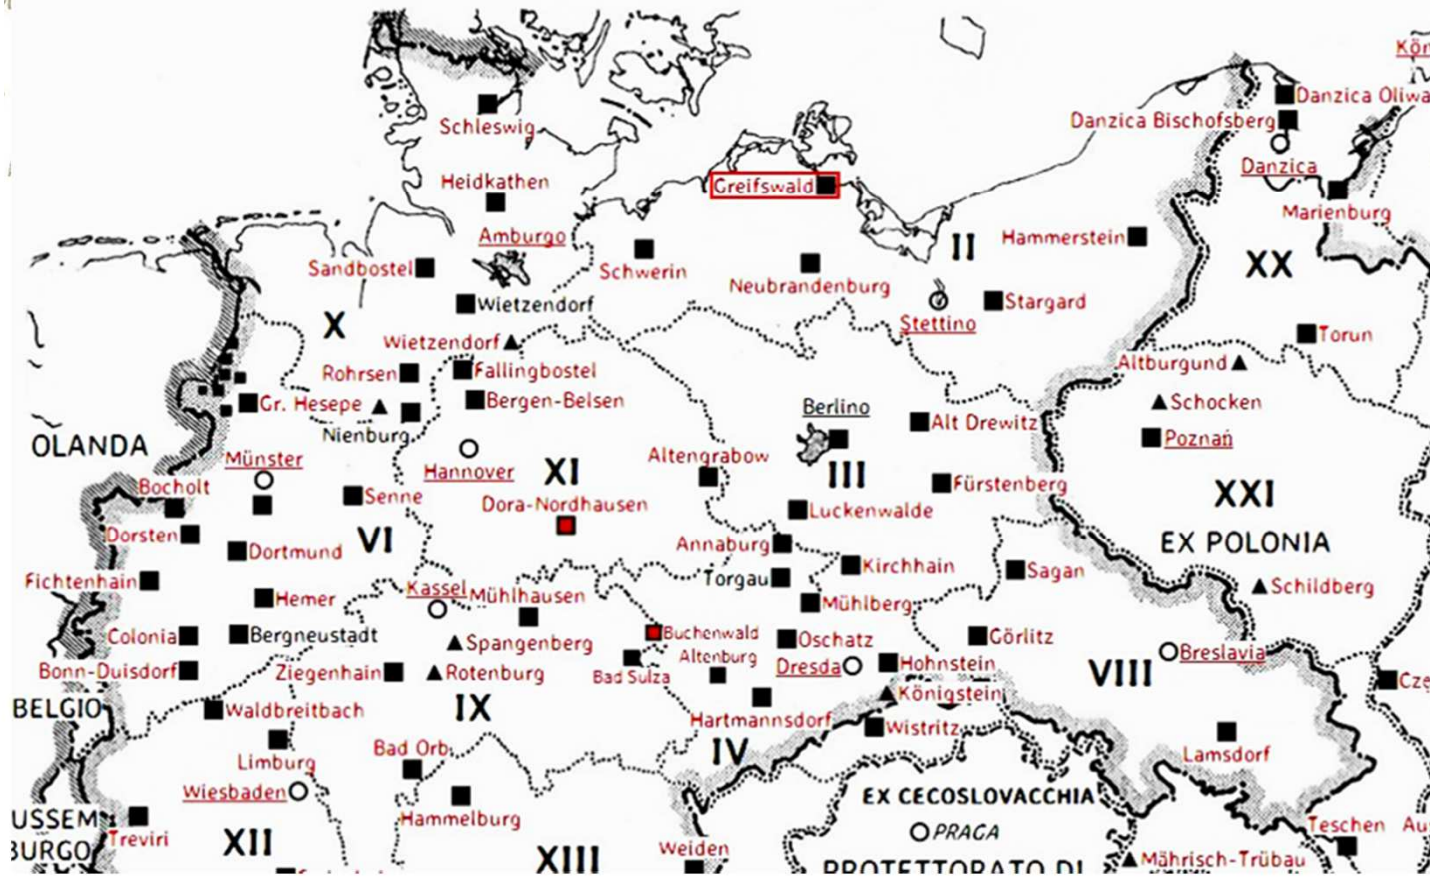 Kön
Danzica Oliwa
Schleswig
Danzica Bischofsberg
Danzica
Heidkathen
Greifswald
Marienburg
Amburgo
II
Hammerstein
XX
Sandbostel
Schwerin
Neubrandenburg
Wietzendorf
Stargard
X
Stettino
Torun
Wietzendorf
Altburgund
Rohrsen
Fallingbostel
Gr. Hesepe
Bergen-Belsen
Berlino
Schocken
Nienburg
Alt Drewitz
Poznań
OLANDA
Münster
Hannover
XI
Altengrabow
III
Bocholt
Senne
Dora-Nordhausen
Fürstenberg
XXI
Luckenwalde
Dorsten
VI
Dortmund
Annaburg
EX POLONIA
Fichtenhain
Kassel
Mühlhausen
Torgau
Kirchhain
Sagan
Schildberg
Hemer
Mühlberg
Colonia
Bergneustadt
Spangenberg
Buchenwald
Oschatz
Görlitz
Breslavia
Bonn-Duisdorf
Ziegenhain
Rotenburg
Bad Sulza
Altenburg
Dresda
Hohnstein
VIII
Czę
BELGIO
Waldbreitbach
IX
Königstein
Hartmannsdorf
Wistritz
Limburg
Bad Orb
IV
Lamsdorf
Wiesbaden
Hammelburg
EX CECOSLOVACCHIA
USSEM
BURGO
Treviri
PRAGA
Teschen
Au
XII
XIII
Weiden
PROTETTORATO DI
Mährisch-Trübau